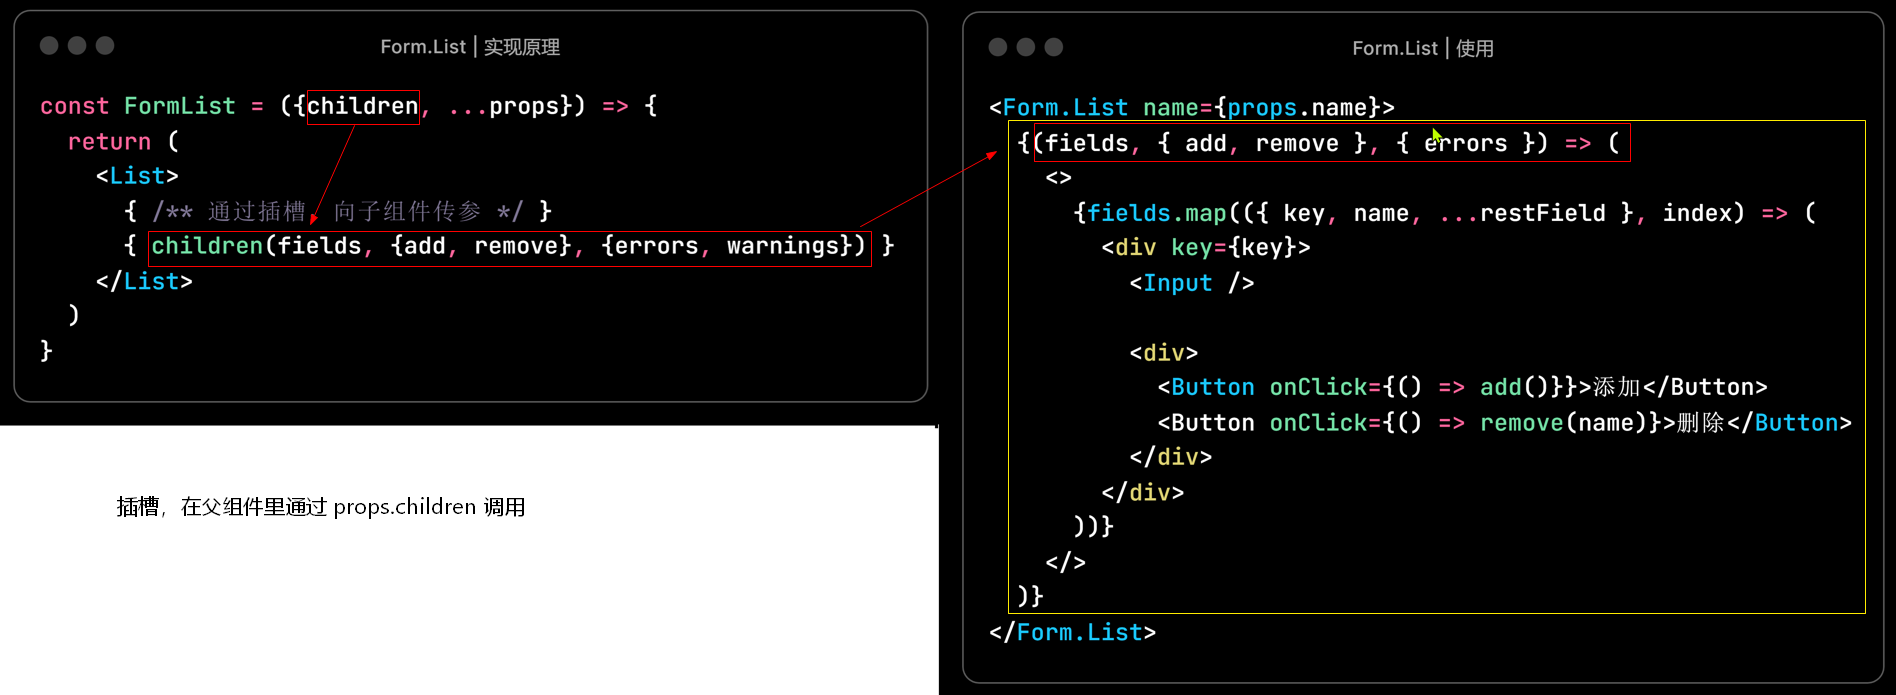 Form.List | 实现原理
const FormList = ({children, ...props}) => {
return (
<List>
{ /** 通过插槽，向子组件传参 */ }
{ children(fields, {add, remove}, {errors, warnings}) }
</List>
)
}
插槽，在父组件里通过 props.children 调用
Form.List | 使用
<Form.List name={props.name}>
{(fields, { add, remove }, { errors }) => (
<>
{fields.map(({ key, name, ...restField }, index) => (
<div key={key}>
<Input />
<div>
<Button onClick={() => add()}}>添加</Button>
<Button onClick={() => remove(name)}>删除</Button>
</div>
</div>
))}
</>
)}
</Form.List>